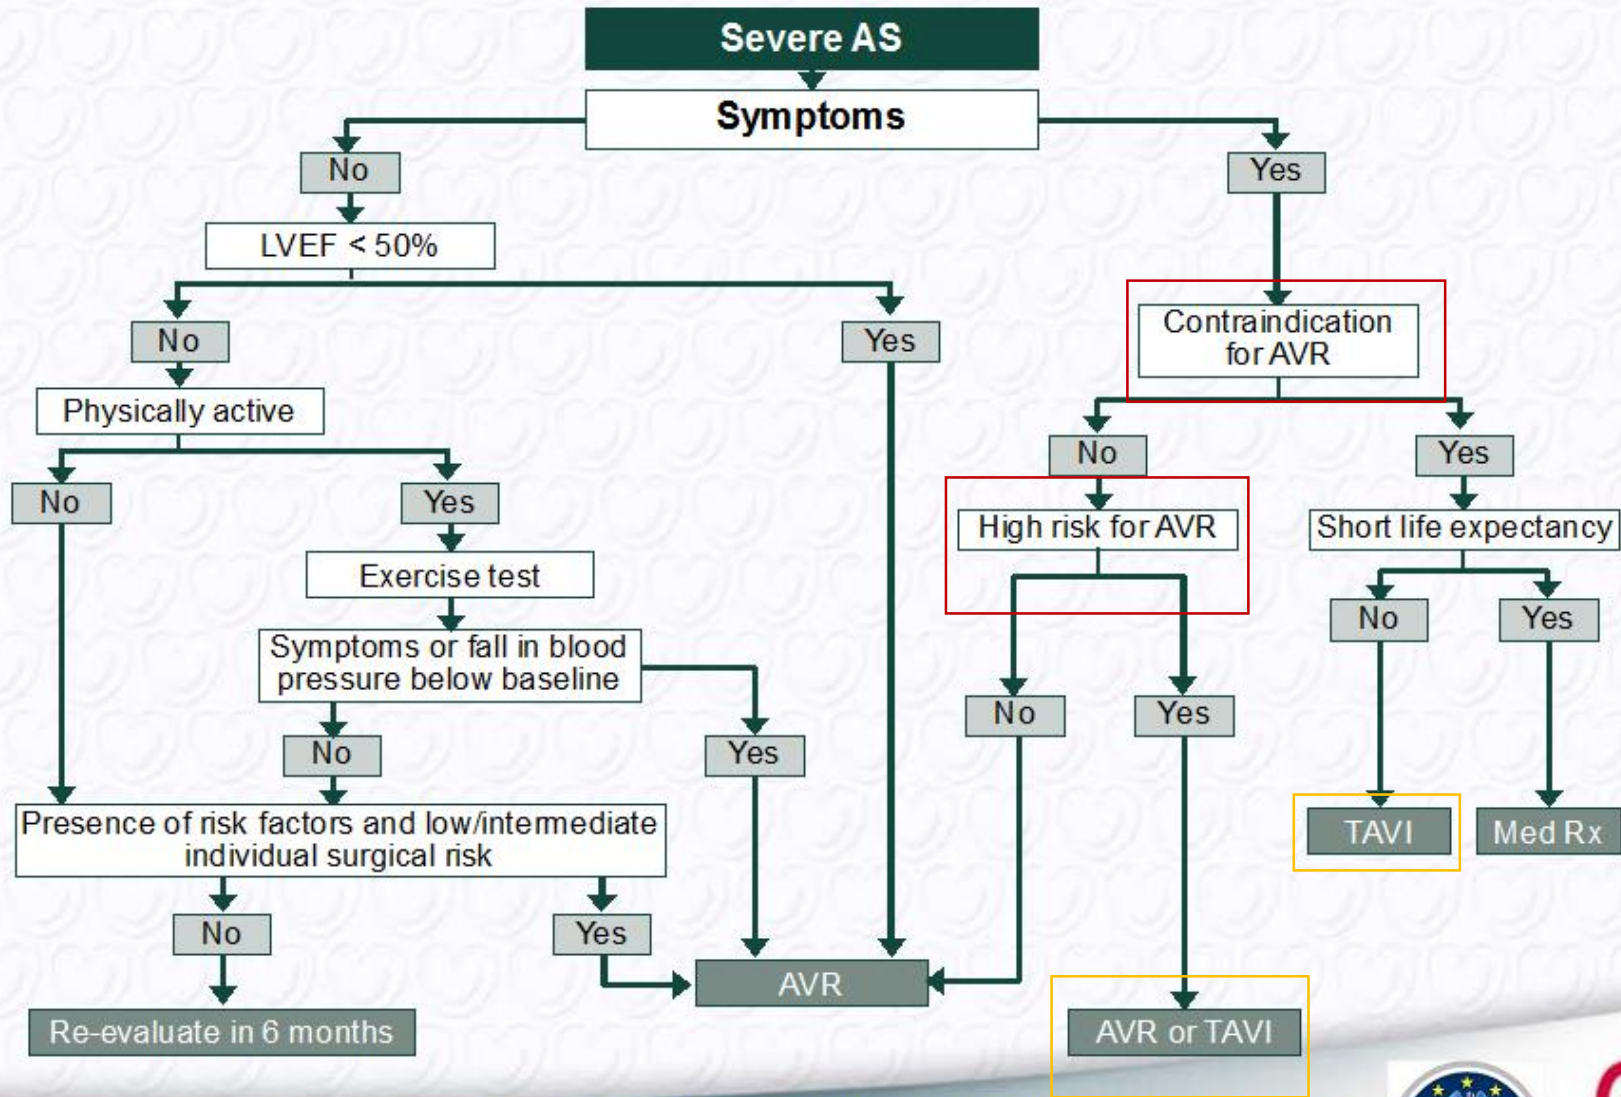 Severe AS
Symptoms
No
Yes
LVEF < 50%
No
Yes
Contraindication
for AVR
Physically active
No
Yes
No
Yes
High risk for AVR
Short life expectancy
Exercise test
No
Yes
No
Yes
Symptoms or fall in blood
pressure below baseline
No
Yes
No
Yes
Presence of risk factors and low/intermediate
individual surgical risk
TAVI
Med Rx
No
Yes
AVR
Re-evaluate in 6 months
AVR or TAVI